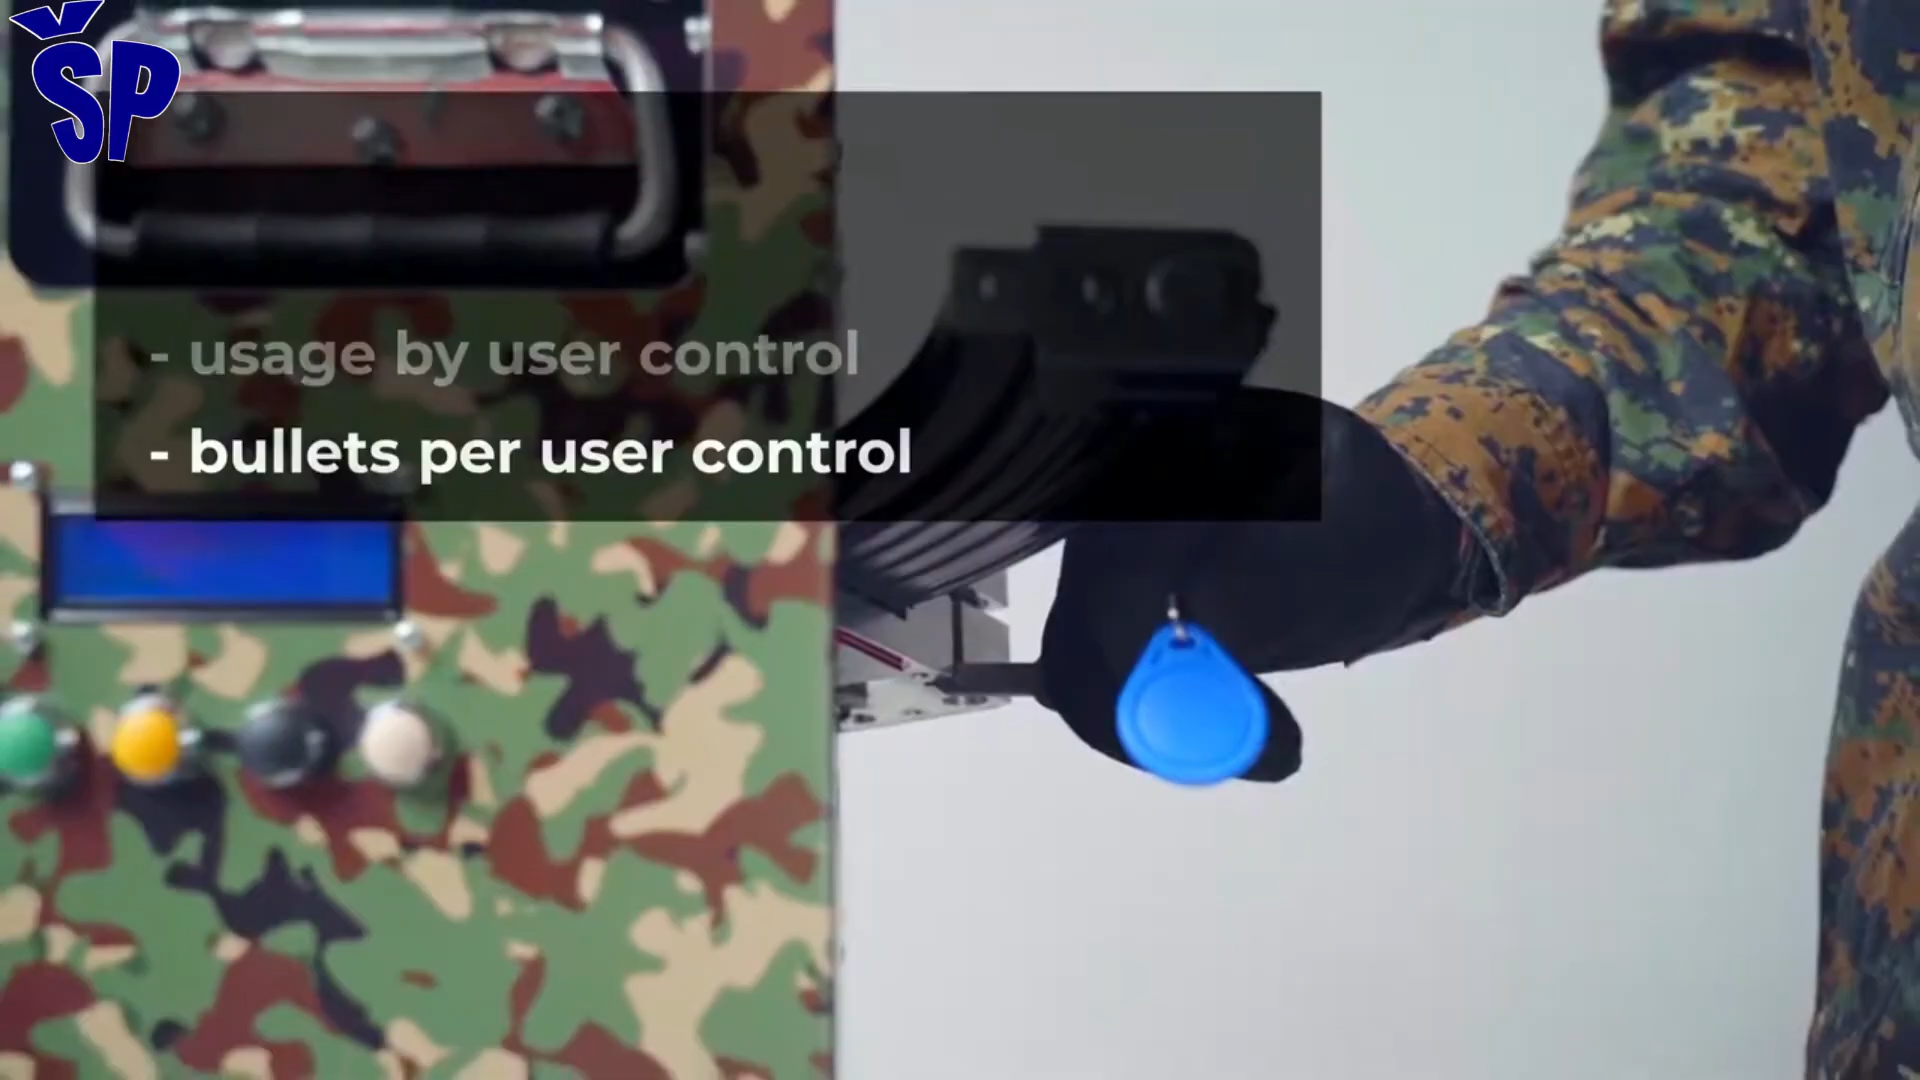 ŠP
- usage by user control
- bullets per user control